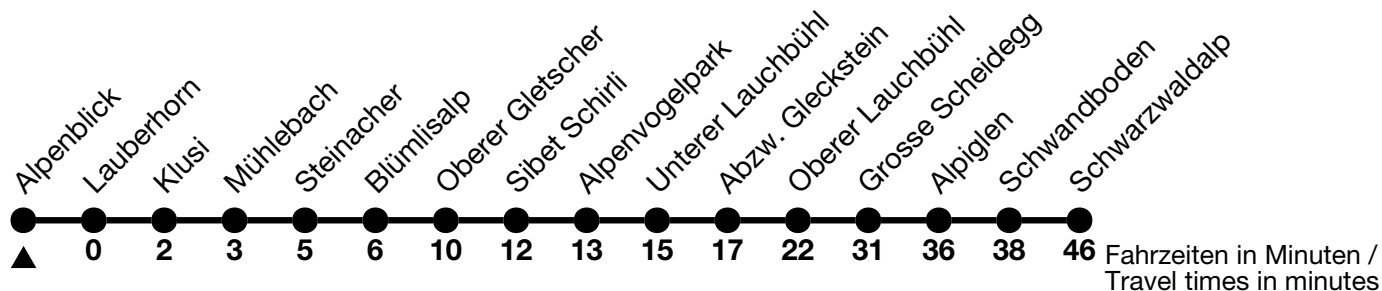 Alpenblick
Lauberhorn
Klusi
Mühlebach
Steinacher
Blümlisalp
Oberer Gletscher
Sibet Schirli
Alpenvogelpark
Unterer Lauchbühl
Abzw. Gleckstein
Oberer Lauchbühl
Grosse Scheidegg
Alpiglen
Schwandboden
Schwarzwaldalp
0 2 3 5 6 10 12 13 15 17 22 31 36 38 46
Fahrzeiten in Minuten /
Travel times in minutes